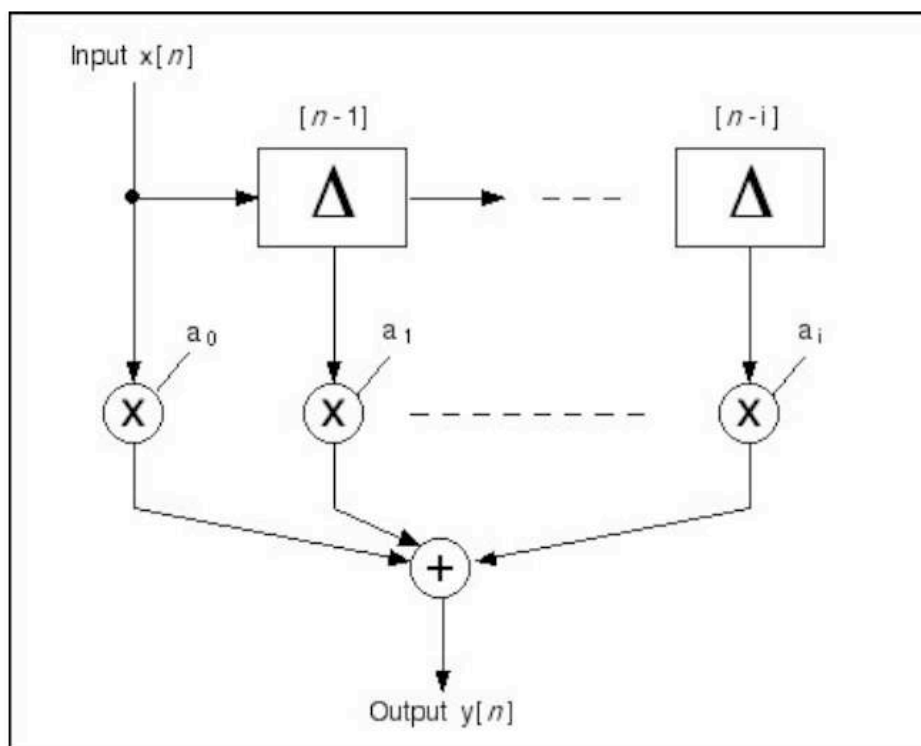 Input x[n]
[n-1]
[n-i]
Δ
Δ
a0
a1
ai
X
X
X
+
Output y[n]